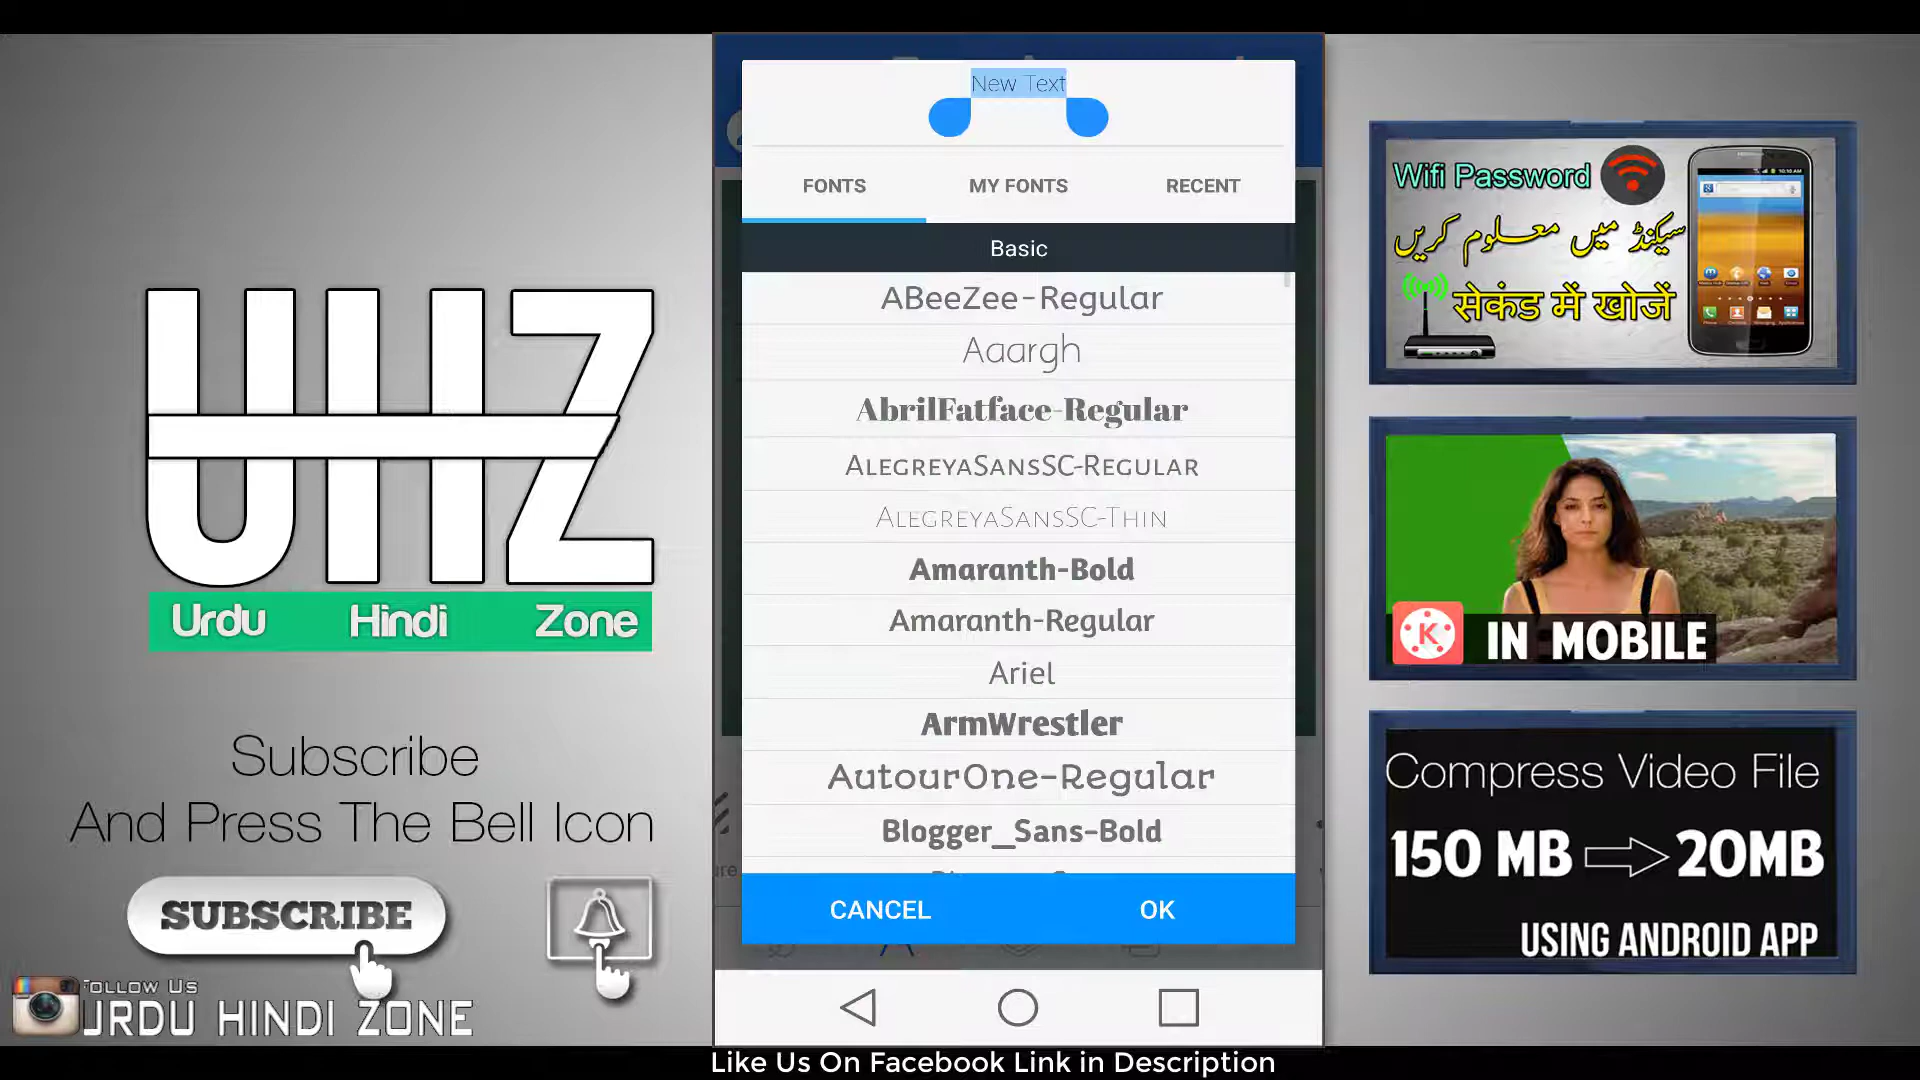 UHZ
Urdu Hindi Zone
Subscribe
And Press The Bell Icon
SUBSCRIBE
URDU HINDI ZONE
New Text
FONTS
MY FONTS
RECENT
Basic
ABeeZee-Regular
Aaargh
AbrilFatface-Regular
AlegreyaSansSC-Regular
AlegreyaSansSC-Thin
Amaranth-Bold
Amaranth-Regular
Ariel
ArmWrestler
AutourOne-Regular
Blogger_Sans-Bold
CANCEL
OK
Wifi Password
سیکنڈ میں معلوم کریں
सेकंड में खोजें
K
IN MOBILE
Compress Video File
150 MB 20MB
USING ANDROID APP
Like Us On Facebook Link in Description